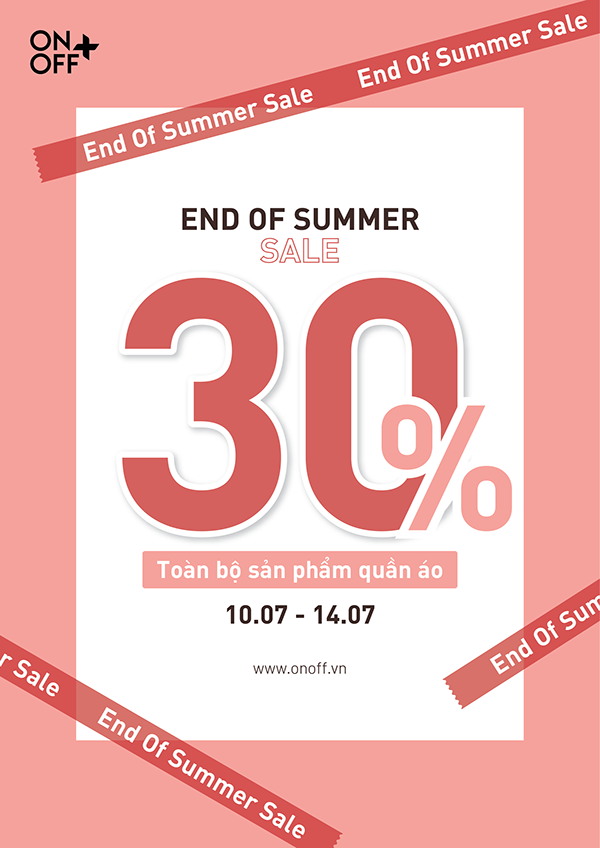 ON
OFF+
End Of Summer Sale
End Of Summer Sale
END OF SUMMER
SALE
30%
Toàn bộ sản phẩm quần áo
10.07 - 14.07
www.onoff.vn
End Of Summ
r Sale
End Of Summer Sale